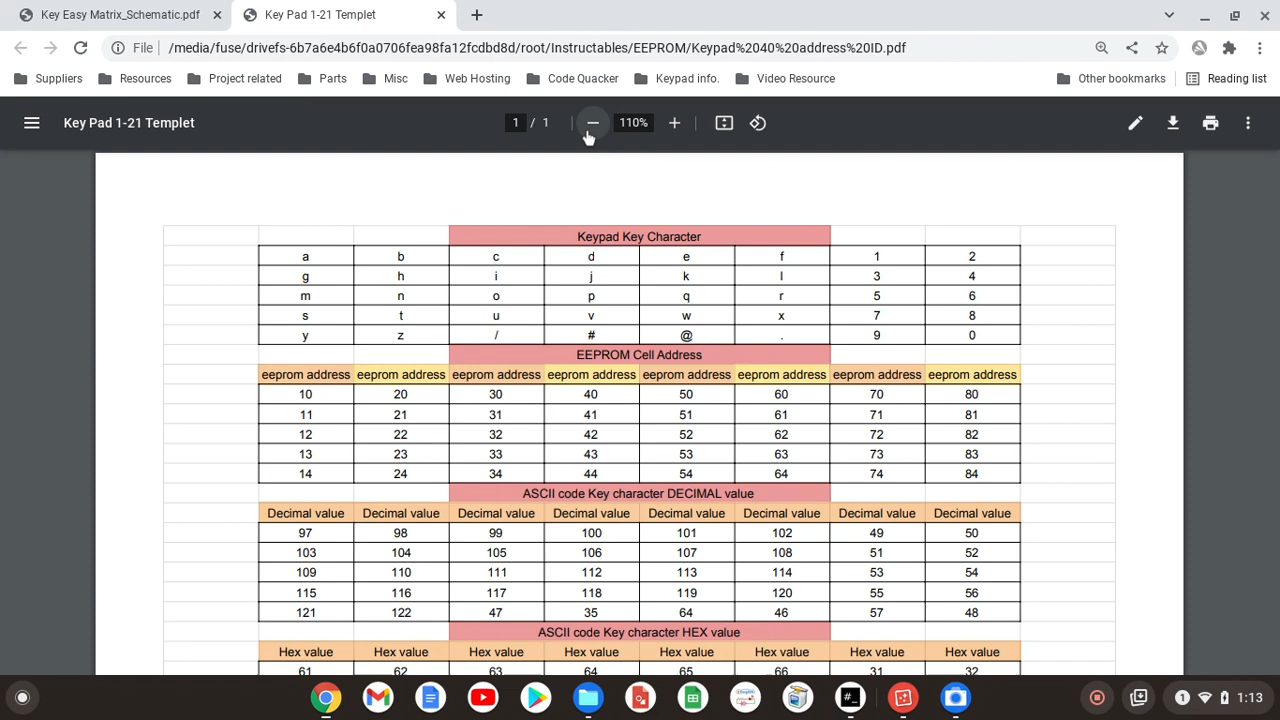 Key Easy Matrix_Schematic.pdf Key Pad 1-21 Templet
File /media/fuse/drivefs-6b7a6e4b6f0a0706fea98fa12fcdbd8d/root/Instructables/EEPROM/Keypad%2040%20address%20ID.pdf
Suppliers Resources Project related Parts Misc Web Hosting Code Quacker Keypad info. Video Resource Other bookmarks Reading list
Key Pad 1-21 Templet 1 / 1 110%
Keypad Key Character
a b c d e f 1 2
g h i j k l 3 4
m n o p q r 5 6
s t u v w x 7 8
y z / # @ . 9 0
EEPROM Cell Address
eeprom address eeprom address eeprom address eeprom address eeprom address eeprom address eeprom address eeprom address
10 20 30 40 50 60 70 80
11 21 31 41 51 61 71 81
12 22 32 42 52 62 72 82
13 23 33 43 53 63 73 83
14 24 34 44 54 64 74 84
ASCII code Key character DECIMAL value
Decimal value Decimal value Decimal value Decimal value Decimal value Decimal value Decimal value Decimal value
97 98 99 100 101 102 49 50
103 104 105 106 107 108 51 52
109 110 111 112 113 114 53 54
115 116 117 118 119 120 55 56
121 122 47 35 64 46 57 48
ASCII code Key character HEX value
Hex value Hex value Hex value Hex value Hex value Hex value Hex value Hex value
61 62 63 64 65 66 31 32
1 1:13